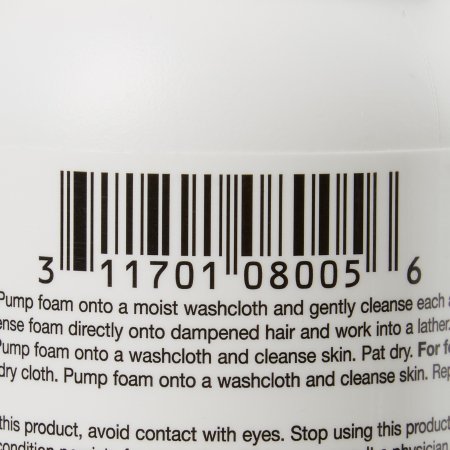 3 11701 08005 6
Pump foam onto a moist washcloth and gently cleanse each
ense foam directly onto dampened hair and work into a lather.
Pump foam onto a washcloth and cleanse skin. Pat dry. For
dry cloth. Pump foam onto a washcloth and cleanse skin.
this product, avoid contact with eyes. Stop using this product
condition
physician